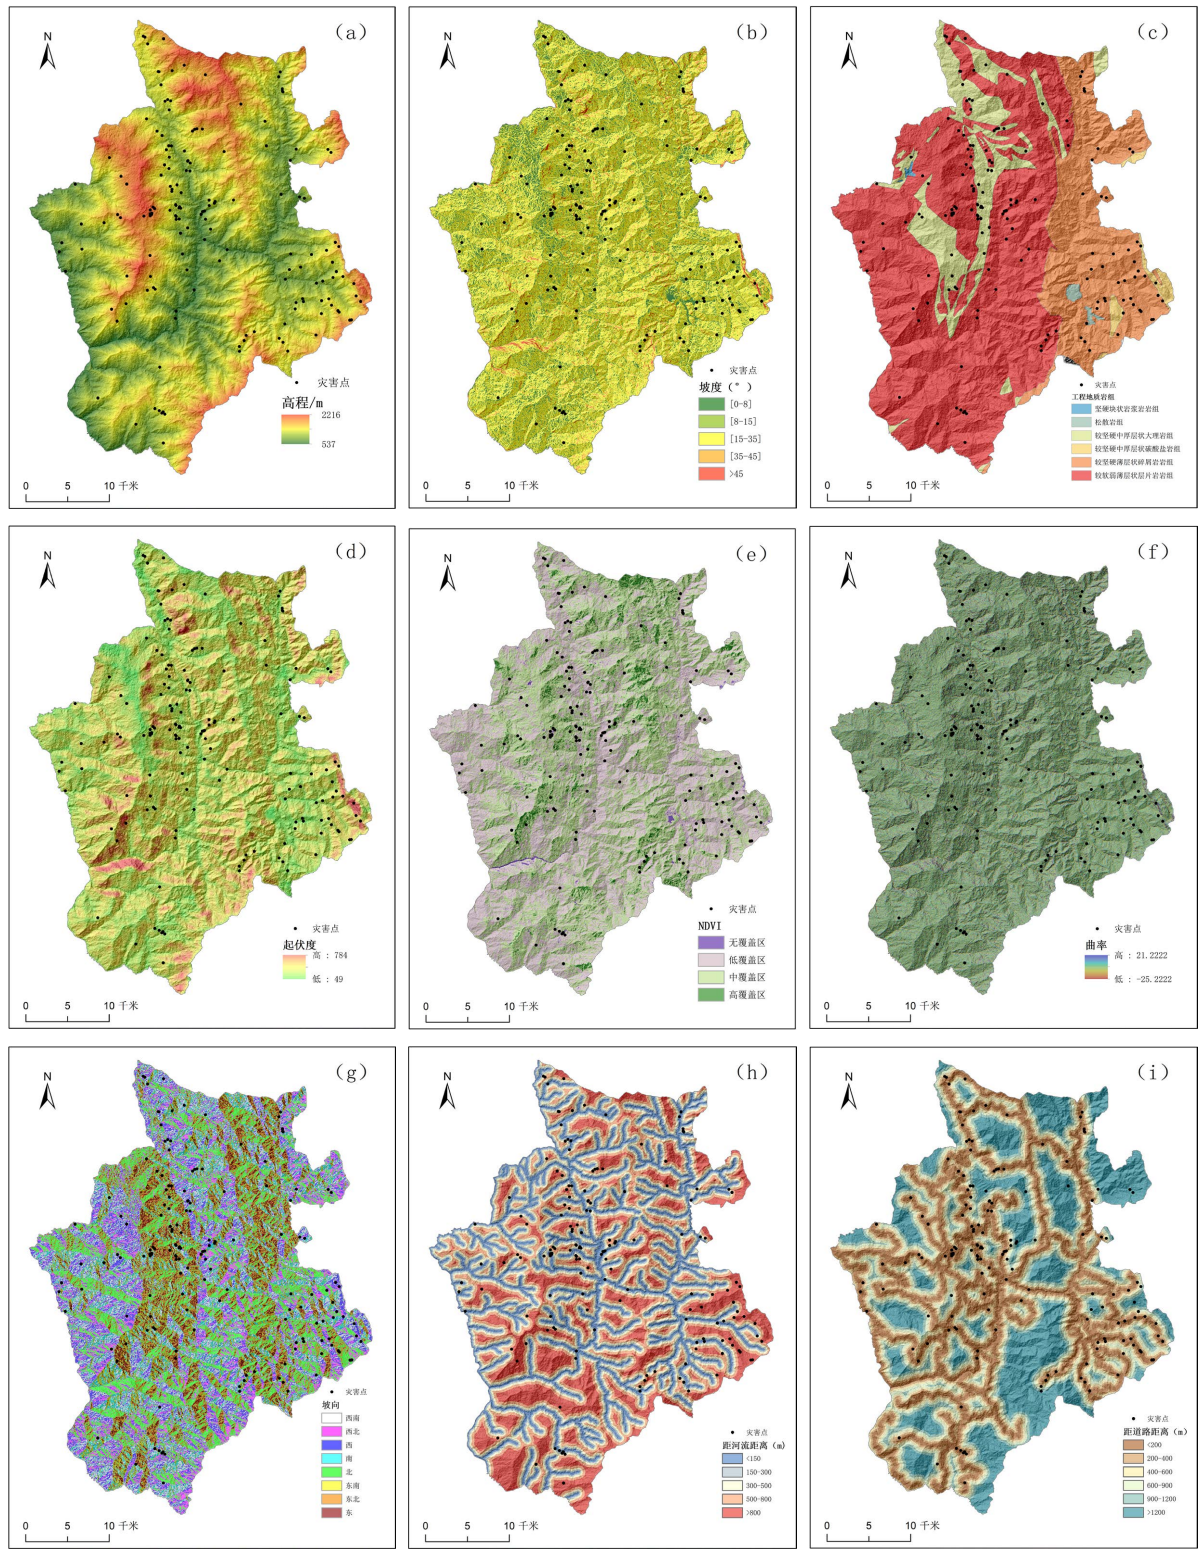 (a)
N
灾害点
高程/m
2216
537
0 5 10 千米
(b)
N
灾害点
坡度（°）
[0-8]
[8-15]
[15-35]
[35-45]
>45
0 5 10 千米
(c)
N
灾害点
工程地质岩组
坚硬块状岩浆岩岩组
松散岩组
较坚硬中厚层状大理岩组
较坚硬中厚层状碳酸盐岩组
较坚硬薄层状碎屑岩岩组
较软弱薄层状层片岩岩组
0 5 10 千米
(d)
N
灾害点
起伏度
高 : 784
低 : 49
0 5 10 千米
(e)
N
灾害点
NDVI
无覆盖区
低覆盖区
中覆盖区
高覆盖区
0 5 10 千米
(f)
N
灾害点
曲率
高 : 21.2222
低 : -25.2222
0 5 10 千米
(g)
N
灾害点
坡向
西南
西北
西
南
北
东南
东北
东
0 5 10 千米
(h)
N
灾害点
距河流距离 (m)
<150
150-300
300-500
500-800
>800
0 5 10 千米
(i)
N
灾害点
距道路距离 (m)
<200
200-400
400-600
600-900
900-1200
>1200
0 5 10 千米